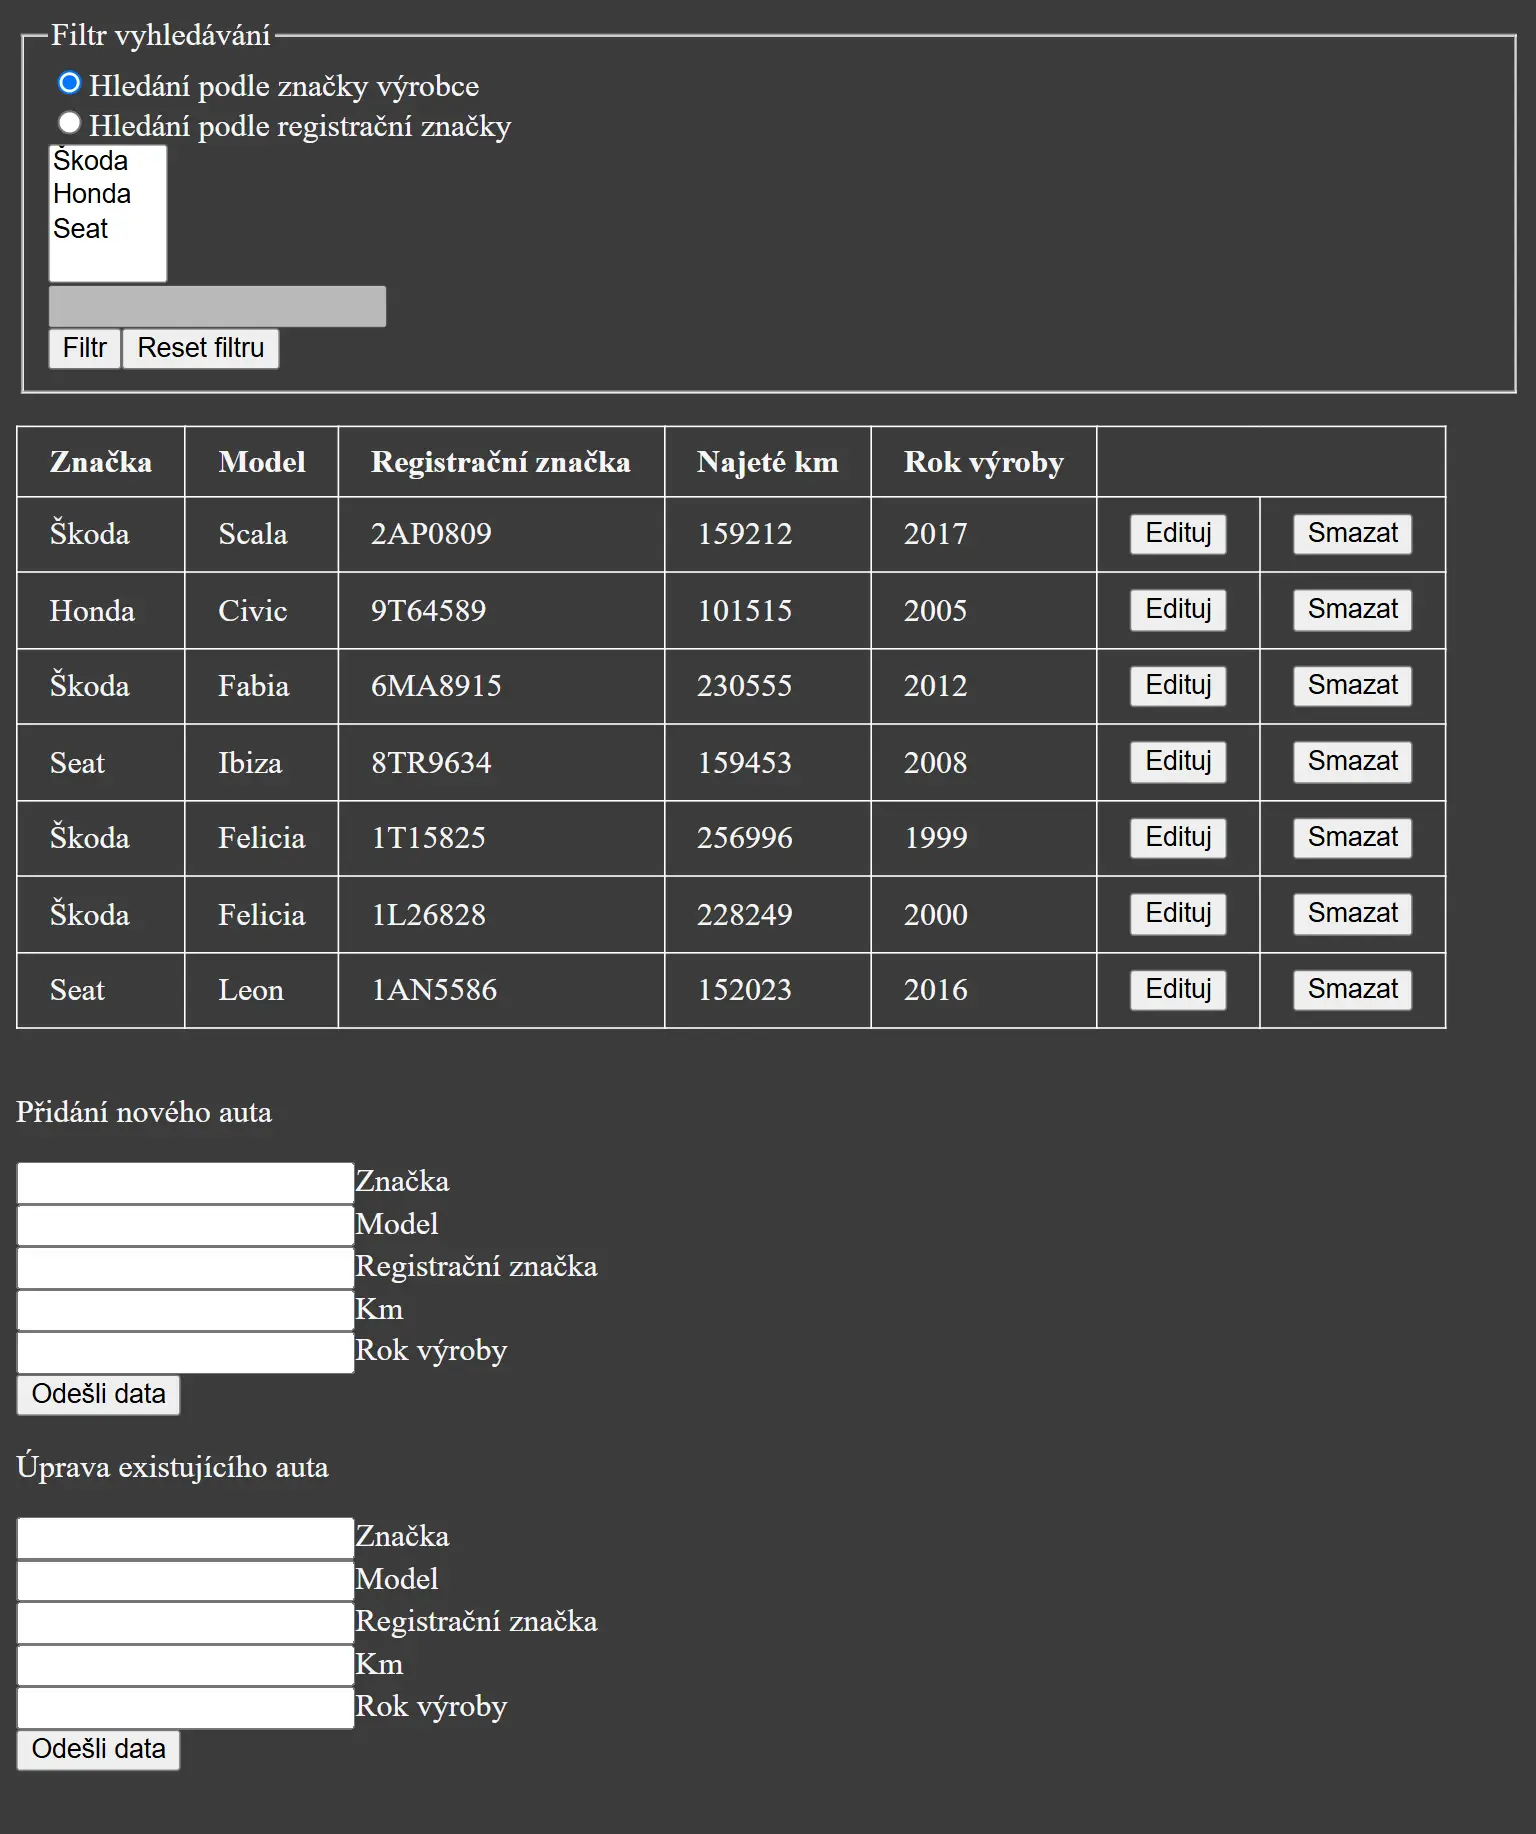 Filtr vyhledávání
Hledání podle značky výrobce
Hledání podle registrační značky
Škoda
Honda
Seat
Filtr Reset filtru
Značka Model Registrační značka Najeté km Rok výroby
Škoda Scala 2AP0809 159212 2017 Edituj Smazat
Honda Civic 9T64589 101515 2005 Edituj Smazat
Škoda Fabia 6MA8915 230555 2012 Edituj Smazat
Seat Ibiza 8TR9634 159453 2008 Edituj Smazat
Škoda Felicia 1T15825 256996 1999 Edituj Smazat
Škoda Felicia 1L26828 228249 2000 Edituj Smazat
Seat Leon 1AN5586 152023 2016 Edituj Smazat
Přidání nového auta
Značka
Model
Registrační značka
Km
Rok výroby
Odešli data
Úprava existujícího auta
Značka
Model
Registrační značka
Km
Rok výroby
Odešli data